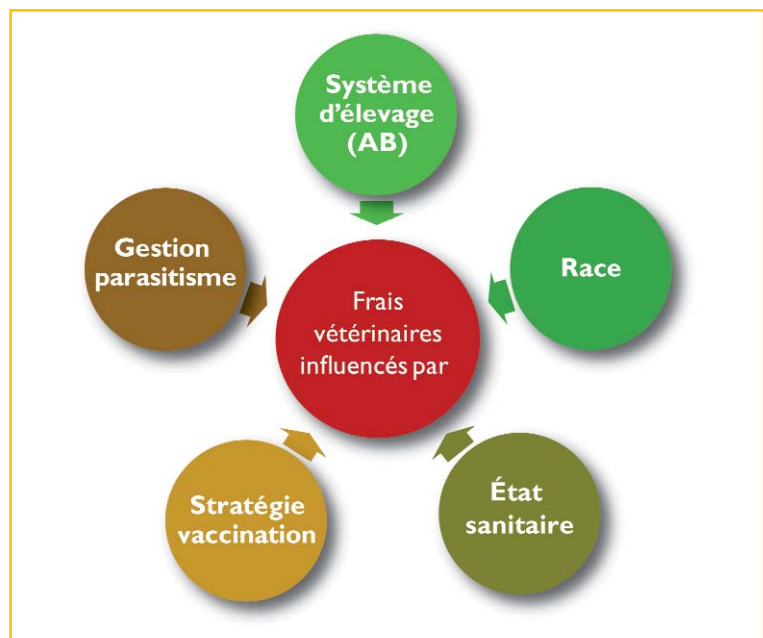 Système
d'élevage
(AB)
Gestion
parasitisme
Race
Frais
vétérinaires
influencés par
Stratégie
vaccination
État
sanitaire